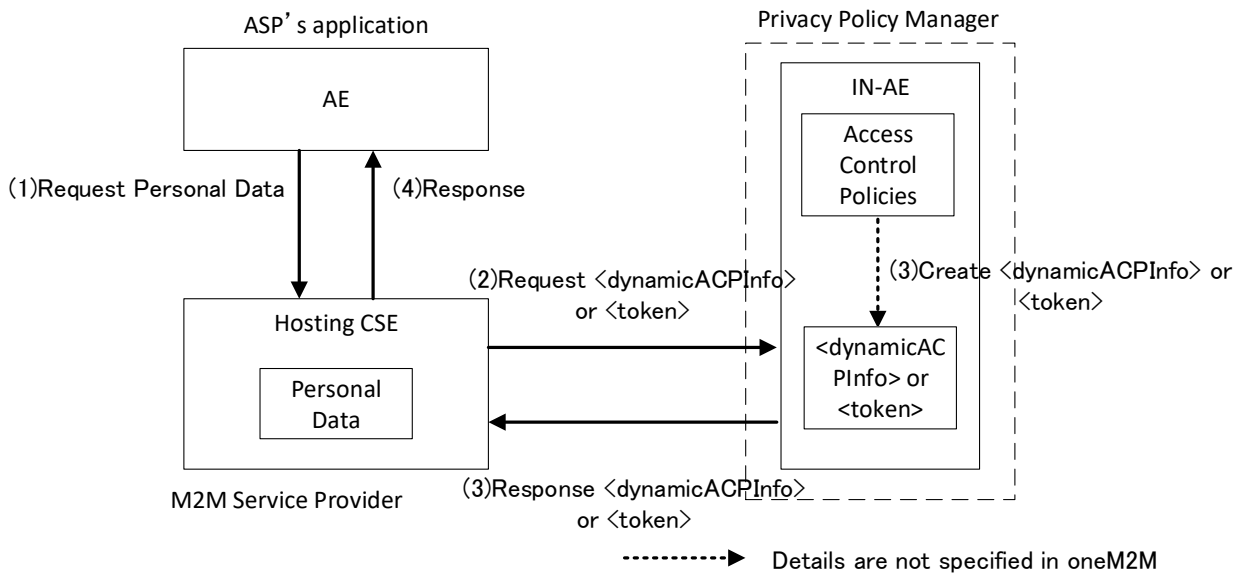 ASP’s application
Privacy Policy Manager
AE
IN-AE
Access
Control
Policies
(1)Request Personal Data
(4)Response
(2)Request <dynamicACPInfo>
or <token>
(3)Create <dynamicACPInfo> or
<token>
Hosting CSE
Personal
Data
<dynamicAC
PInfo> or
<token>
M2M Service Provider
(3)Response <dynamicACPInfo>
or <token>
Details are not specified in oneM2M